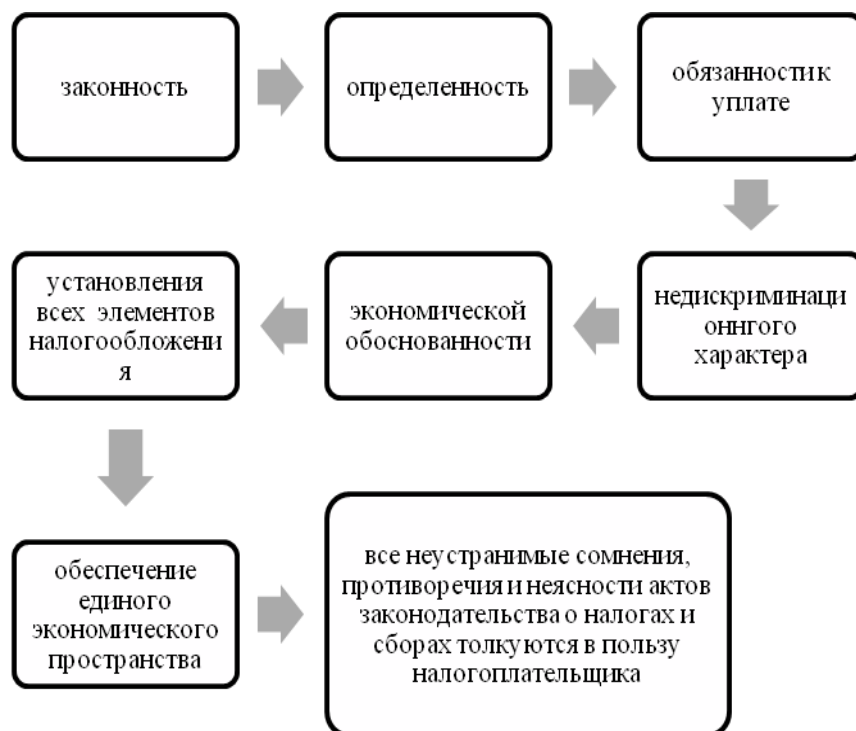 законность
определенность
обязанности к
уплате
недискриминаци
оннгого
характера
экономической
обоснованности
установления
всех элементов
налогообложени
я
обеспечение
единого
экономического
пространства
все неустранимые сомнения,
противоречия и неясности актов
законодательства о налогах и
сборах толкуются в пользу
налогоплательщика